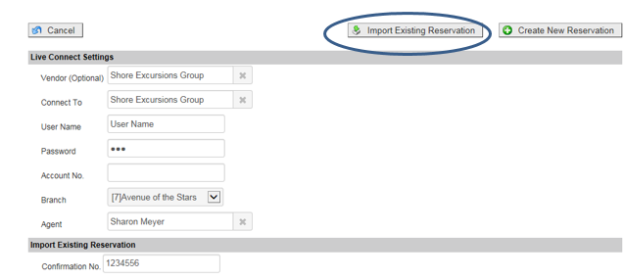 Cancel Import Existing Reservation Create New Reservation
Live Connect Settings
Vendor (Optional) Shore Excursions Group
Connect To Shore Excursions Group
User Name User Name
Password •••
Account No.
Branch [7]Avenue of the Stars
Agent Sharon Meyer
Import Existing Reservation
Confirmation No. 1234556